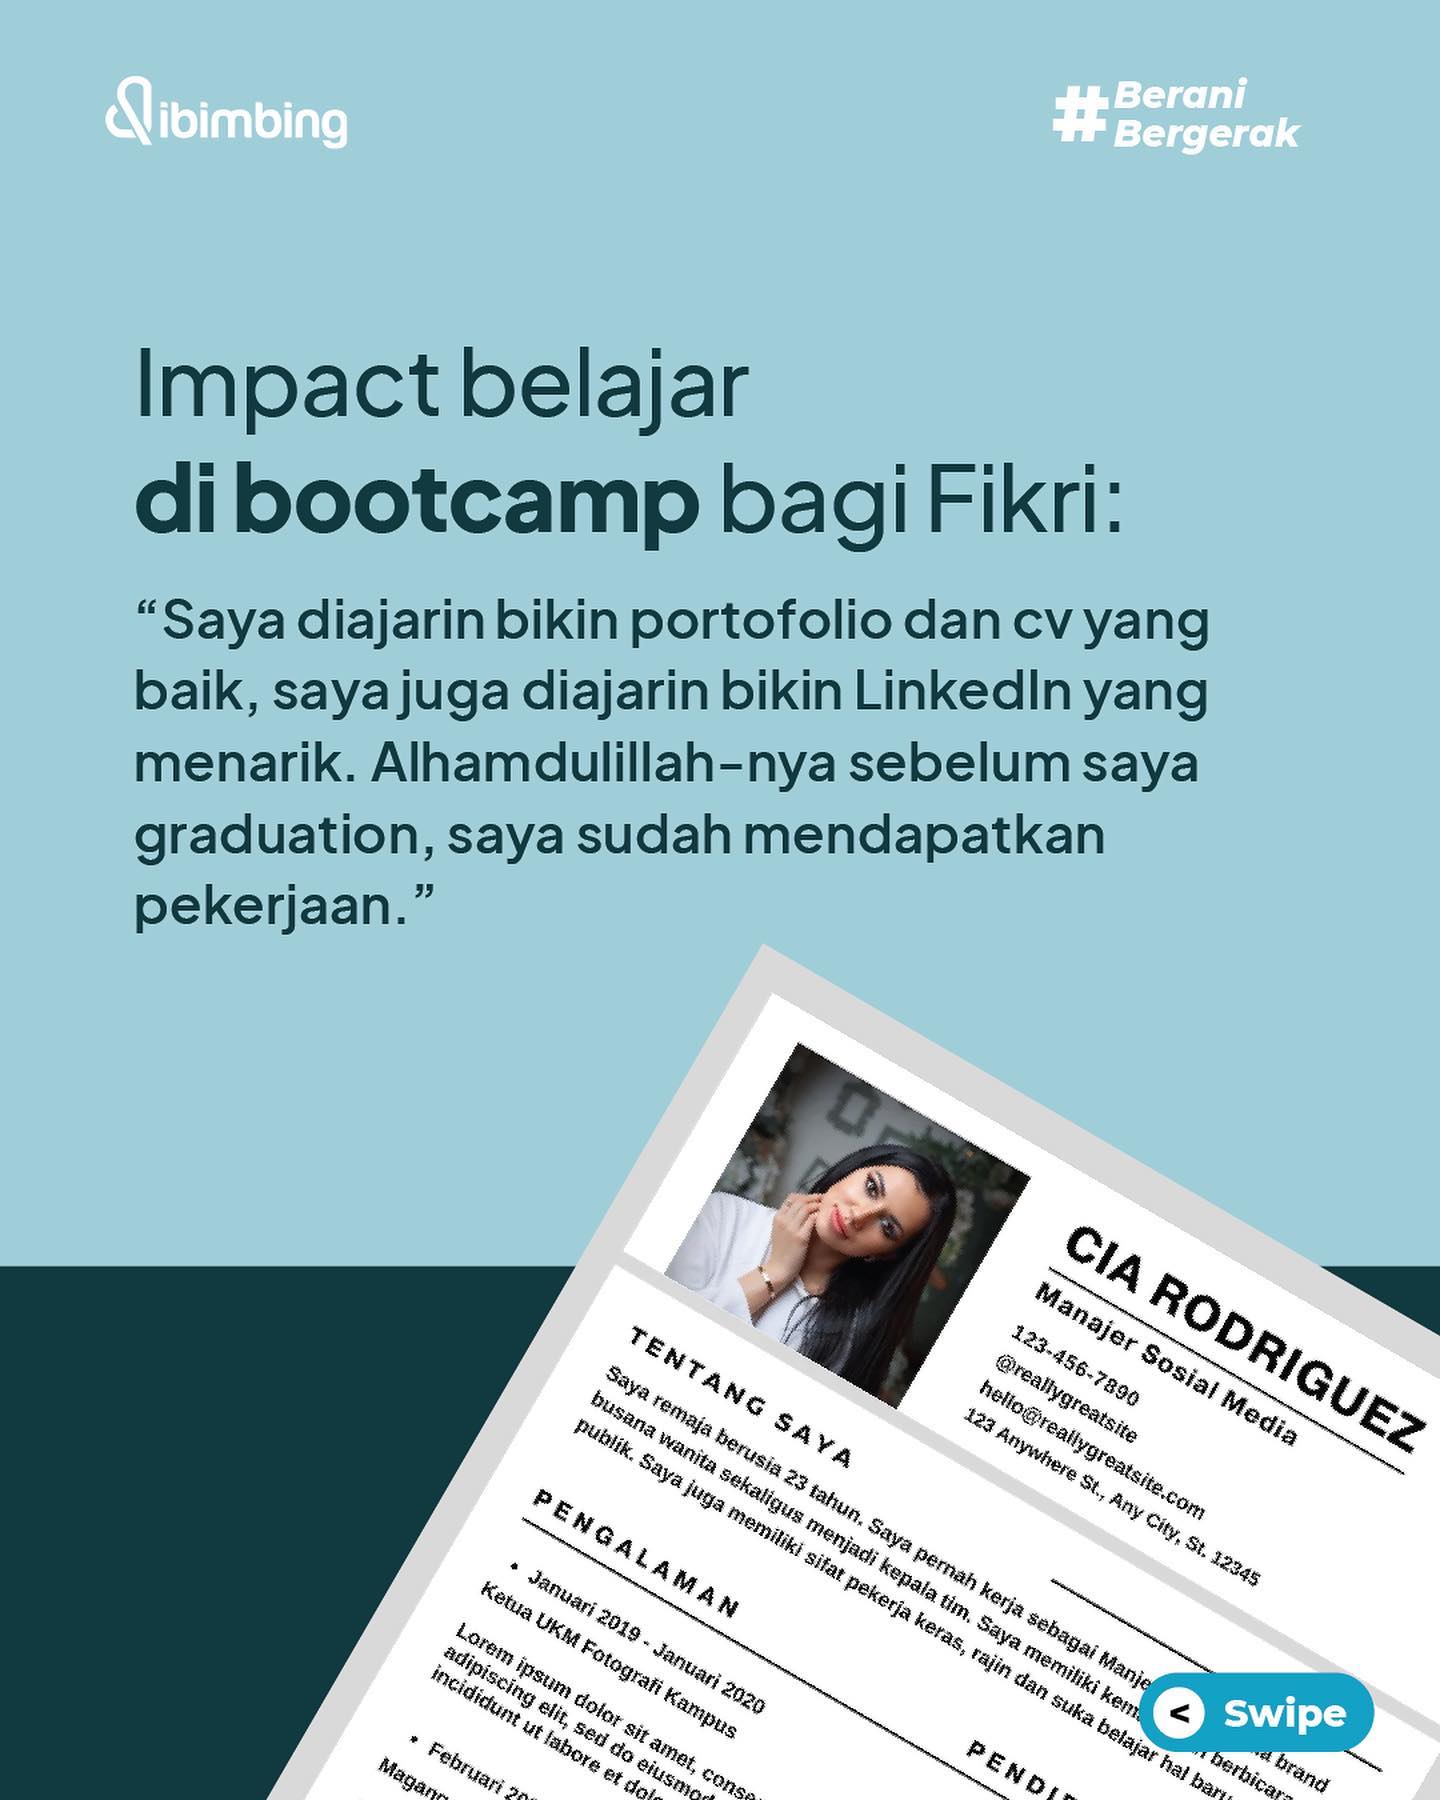 dibimbing
#Berani
Bergerak
Impact belajar
di bootcamp bagi Fikri:
“Saya diajarin bikin portofolio dan cv yang
baik, saya juga diajarin bikin LinkedIn yang
menarik. Alhamdulillah-nya sebelum saya
graduation, saya sudah mendapatkan
pekerjaan.”
CIA RODRIGUEZ
Manajer Sosial Media
123-456-7890
@reallygreatsite
hello@reallygreatsite.com
123 Anywhere St., Any City, St. 12345
TENTANG SAYA
Saya remaja berusia 23 tahun. Saya pernah kerja sebagai brand
busana wanita sekaligus menjadi kepala tim. Saya memiliki berbicara
publik. Saya juga memiliki sifat pekerja keras, rajin dan suka belajar hal baru
PENGALAMAN
• Januari 2019 - Januari 2020
Ketua UKM Fotografi Kampus
Lorem ipsum dolor sit amet,
adipiscing elit, sed do
incididunt ut labore et
• Februari
< Swipe